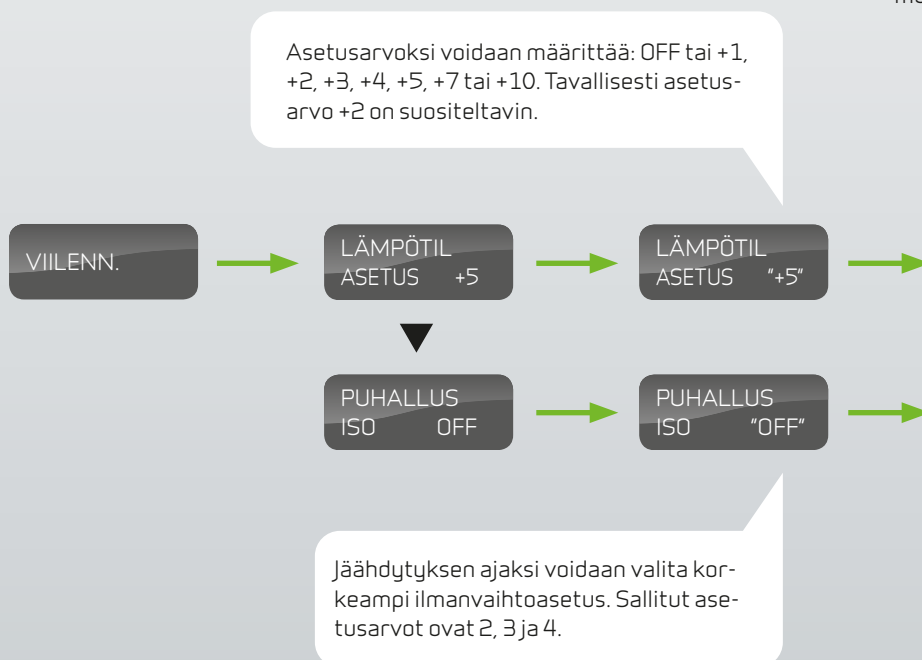 Asetusarvoksi voidaan määrittää: OFF tai +1,
+2, +3, +4, +5, +7 tai +10. Tavallisesti asetus-
arvo +2 on suositeltavin.
VIILENN.
LÄMPÖTIL
ASETUS +5
LÄMPÖTIL
ASETUS "+5"
PUHALLUS
ISO OFF
PUHALLUS
ISO "OFF"
Jäähdytyksen ajaksi voidaan valita kor-
keampi ilmanvaihtoasetus. Sallitut ase-
tusarvot ovat 2, 3 ja 4.